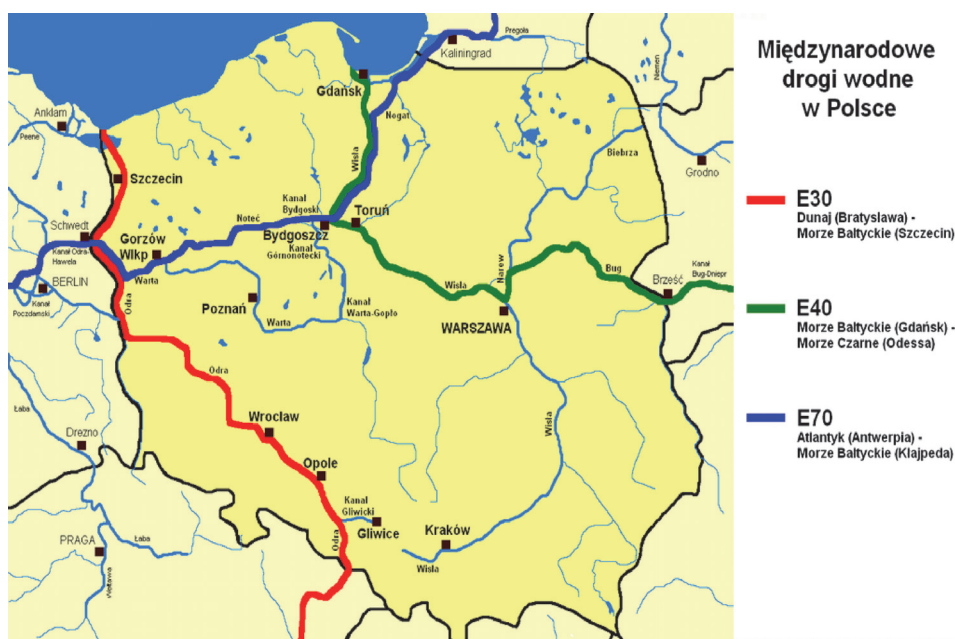 Międzynarodowe
drogi wodne
w Polsce
E30
Dunaj (Bratysława) -
Morze Bałtyckie (Szczecin)
E40
Morze Bałtyckie (Gdańsk) -
Morze Czarne (Odessa)
E70
Atlantyk (Antwerpia) -
Morze Bałtyckie (Kłajpeda)
Pregoła
Kaliningrad
Niemen
Gdańsk
Nogat
Anklam
Peene
Wisła
Biebrza
Grodno
Szczecin
Kanał
Bydgoski
Toruń
Noteć
Schwedt
Gorzów
Wlkp
Bydgoszcz
Kanał
Górnonotecki
Kanał Odra-
Hawela
Warta
Narew
Bug
Kanał
Bug-Dniepr
Brześć
BERLIN
Kanał
Poczdamski
Odra
Poznań
Kanał
Warta-Gopło
Wisła
Warta
WARSZAWA
Odra
Łaba
Wrocław
Wisła
Drezno
Opole
Kanał
Gliwicki
Gliwice
Kraków
Odra
PRAGA
Łaba
Wisła
Wełtawa